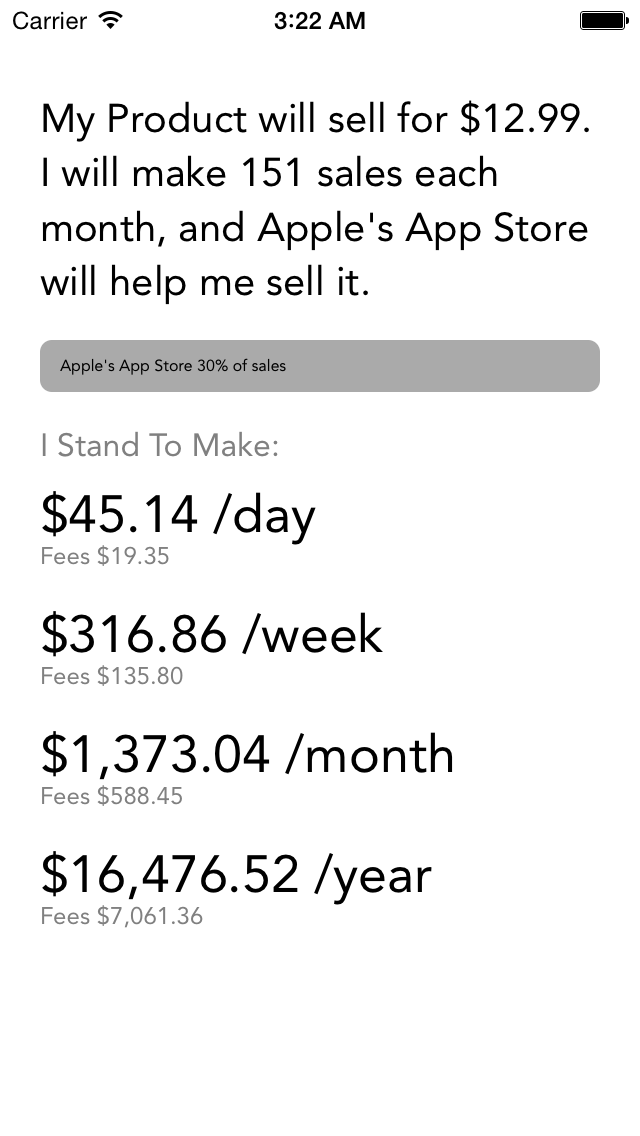 Carrier 3:22 AM
My Product will sell for $12.99.
I will make 151 sales each
month, and Apple's App Store
will help me sell it.
Apple's App Store 30% of sales
I Stand To Make:
$45.14 /day
Fees $19.35
$316.86 /week
Fees $135.80
$1,373.04 /month
Fees $588.45
$16,476.52 /year
Fees $7,061.36